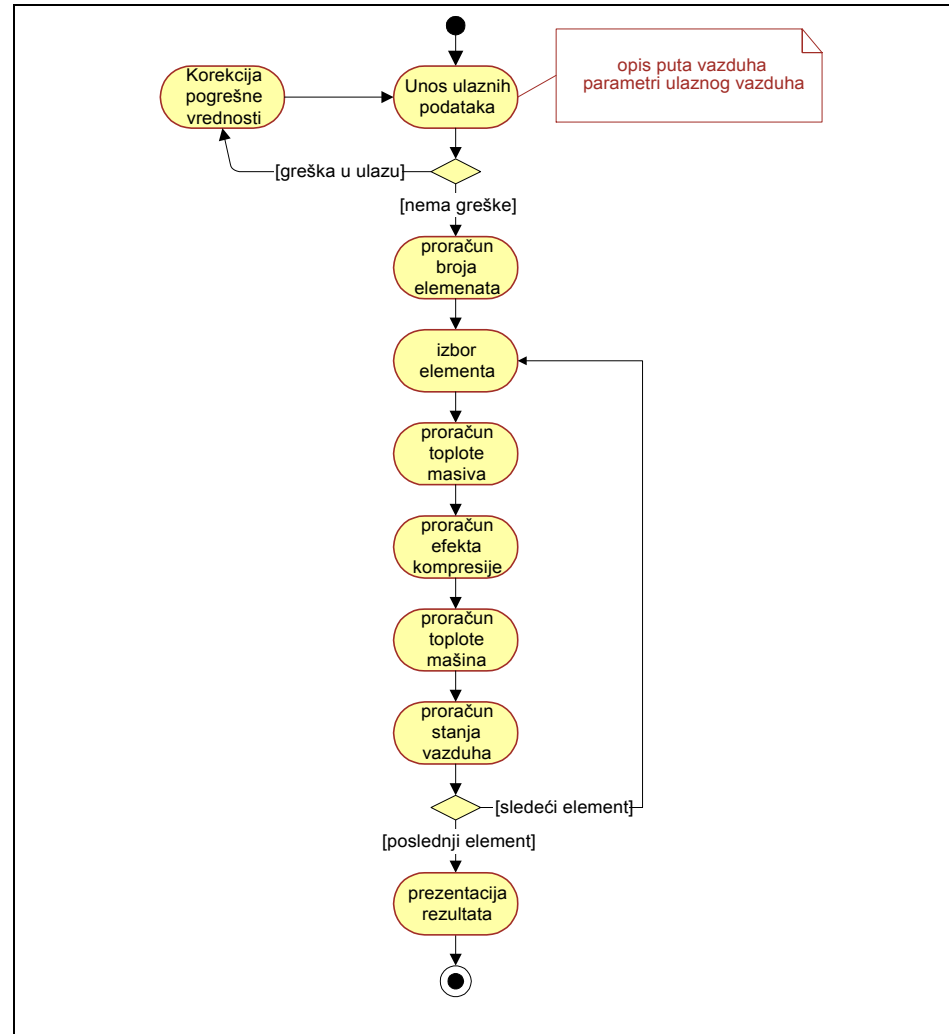 opis puta vazduha
parametri ulaznog vazduha
Korekcija
pogrešne
vrednosti
Unos ulaznih
podataka
[greška u ulazu]
[nema greške]
proračun
broja
elemenata
izbor
elementa
proračun
toplote
masiva
proračun
efekta
kompresije
proračun
toplote
mašina
proračun
stanja
vazduha
[sledeći element]
[poslednji element]
prezentacija
rezultata